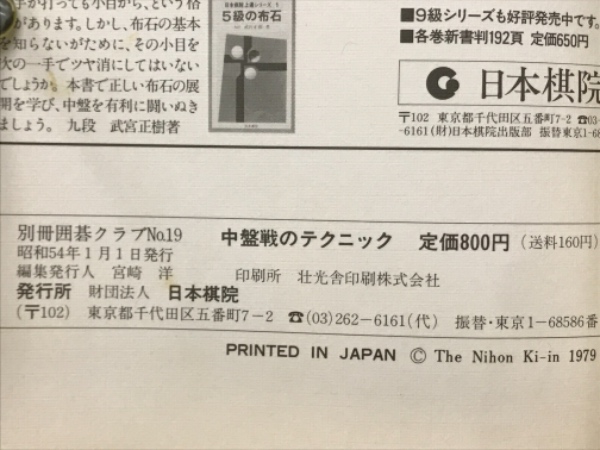 手が打っても小目から、という格
があります。しかし、布石の基本
を知らないがために、その小目を
次の一手でツヤ消にしてはいない
でしょうか。本書で正しい布石の展
開を学び、中盤を有利に闘いぬき
ましょう。 九段 武宮正樹著
5級の布石
■9級シリーズも好評発売中です。
■各巻新書判192頁 定価650円
日本棋院
〒102 東京都千代田区五番町7-2 ☎03-
-6161(財)日本棋院出版部 振替東京1-68
別冊囲碁クラブNo.19 中盤戦のテクニック 定価800円(送料160円)
昭和54年1月1日発行
編集発行人 宮崎 洋 印刷所 壮光舎印刷株式会社
発行所 財団法人 日本棋院
(〒102) 東京都千代田区五番町7-2 ☎(03)262-6161(代) 振替・東京1-68586番
PRINTED IN JAPAN © The Nihon Ki-in 1979